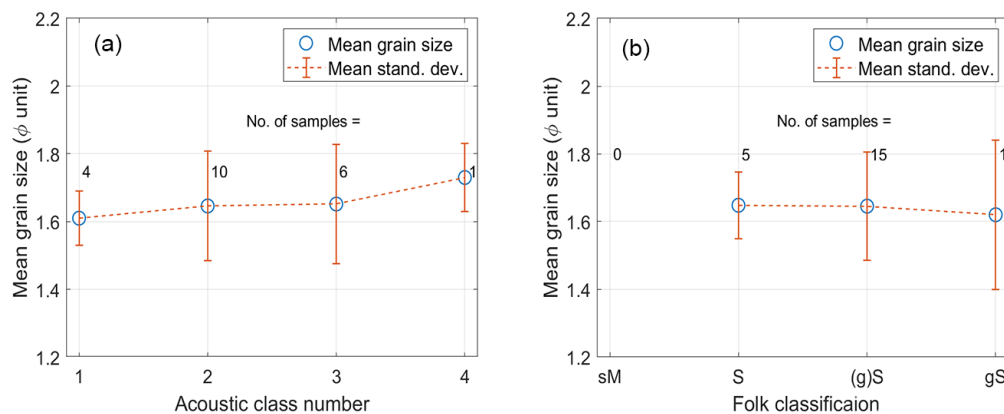 (a)
Mean grain size
Mean stand. dev.
No. of samples =
4
10
6
1
2.2
2
1.8
1.6
1.4
1.2
Mean grain size (ϕ unit)
1
2
3
4
Acoustic class number
(b)
Mean grain size
Mean stand. dev.
No. of samples =
0
5
15
1
2.2
2
1.8
1.6
1.4
1.2
Mean grain size (ϕ unit)
sM
S
(g)S
gS
Folk classificaion